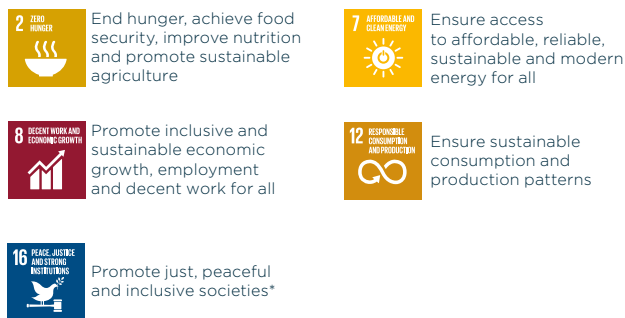 2 ZERO
HUNGER
End hunger, achieve food
security, improve nutrition
and promote sustainable
agriculture
7 AFFORDABLE AND
CLEAN ENERGY
Ensure access
to affordable, reliable,
sustainable and modern
energy for all
8 DECENT WORK AND
ECONOMIC GROWTH
Promote inclusive and
sustainable economic
growth, employment
and decent work for all
12 RESPONSIBLE
CONSUMPTION
AND PRODUCTION
Ensure sustainable
consumption and
production patterns
16 PEACE, JUSTICE
AND STRONG
INSTITUTIONS
Promote just, peaceful
and inclusive societies*